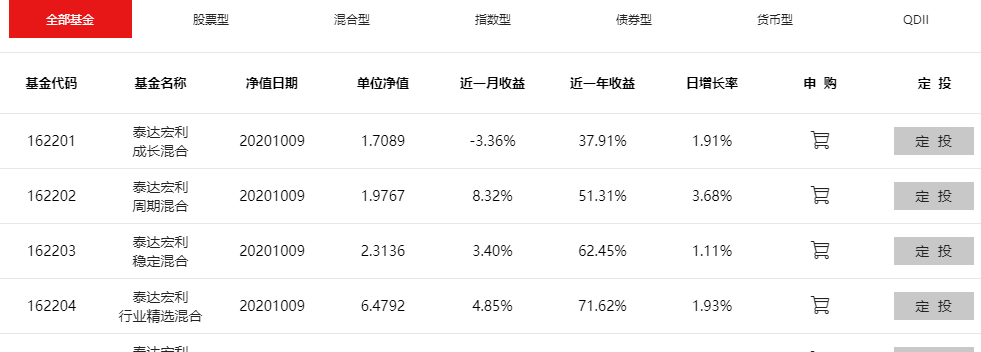 全部基金 股票型 混合型 指数型 债券型 货币型 QDII
基金代码 基金名称 净值日期 单位净值 近一月收益 近一年收益 日增长率 申 购 定 投
162201 泰达宏利 20201009 1.7089 -3.36% 37.91% 1.91% 定 投
成长混合
162202 泰达宏利 20201009 1.9767 8.32% 51.31% 3.68% 定 投
周期混合
162203 泰达宏利 20201009 2.3136 3.40% 62.45% 1.11% 定 投
稳定混合
162204 泰达宏利 20201009 6.4792 4.85% 71.62% 1.93% 定 投
行业精选混合
泰达宏利